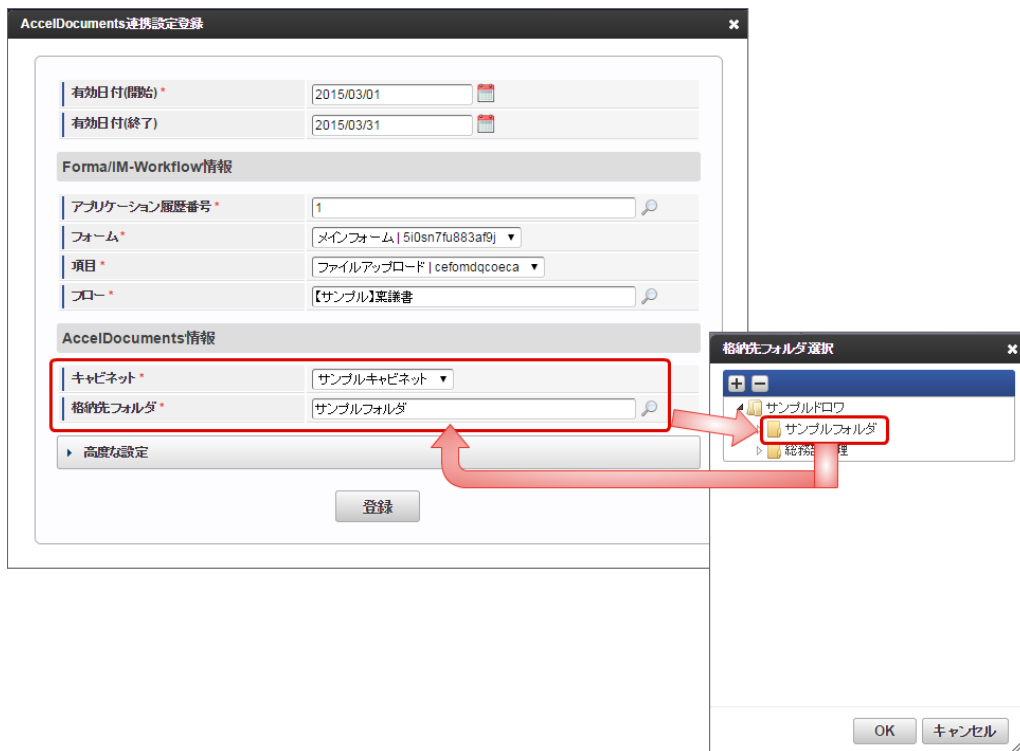 AccelDocuments連携設定登録
有効日付(開始)* 2015/03/01
有効日付(終了) 2015/03/31
Forma/IM-Workflow情報
アプリケーション履歴番号* 1
フォーム* メインフォーム | 5i0sn7fu883af9j
項目* ファイルアップロード | cefomdqcoeca
フロー* 【サンプル】稟議書
AccelDocuments情報
キャビネット* サンプルキャビネット
格納先フォルダ* サンプルフォルダ
高度な設定
登録
格納先フォルダ選択
サンプルドロワ
サンプルフォルダ
総務 理
OK キャンセル